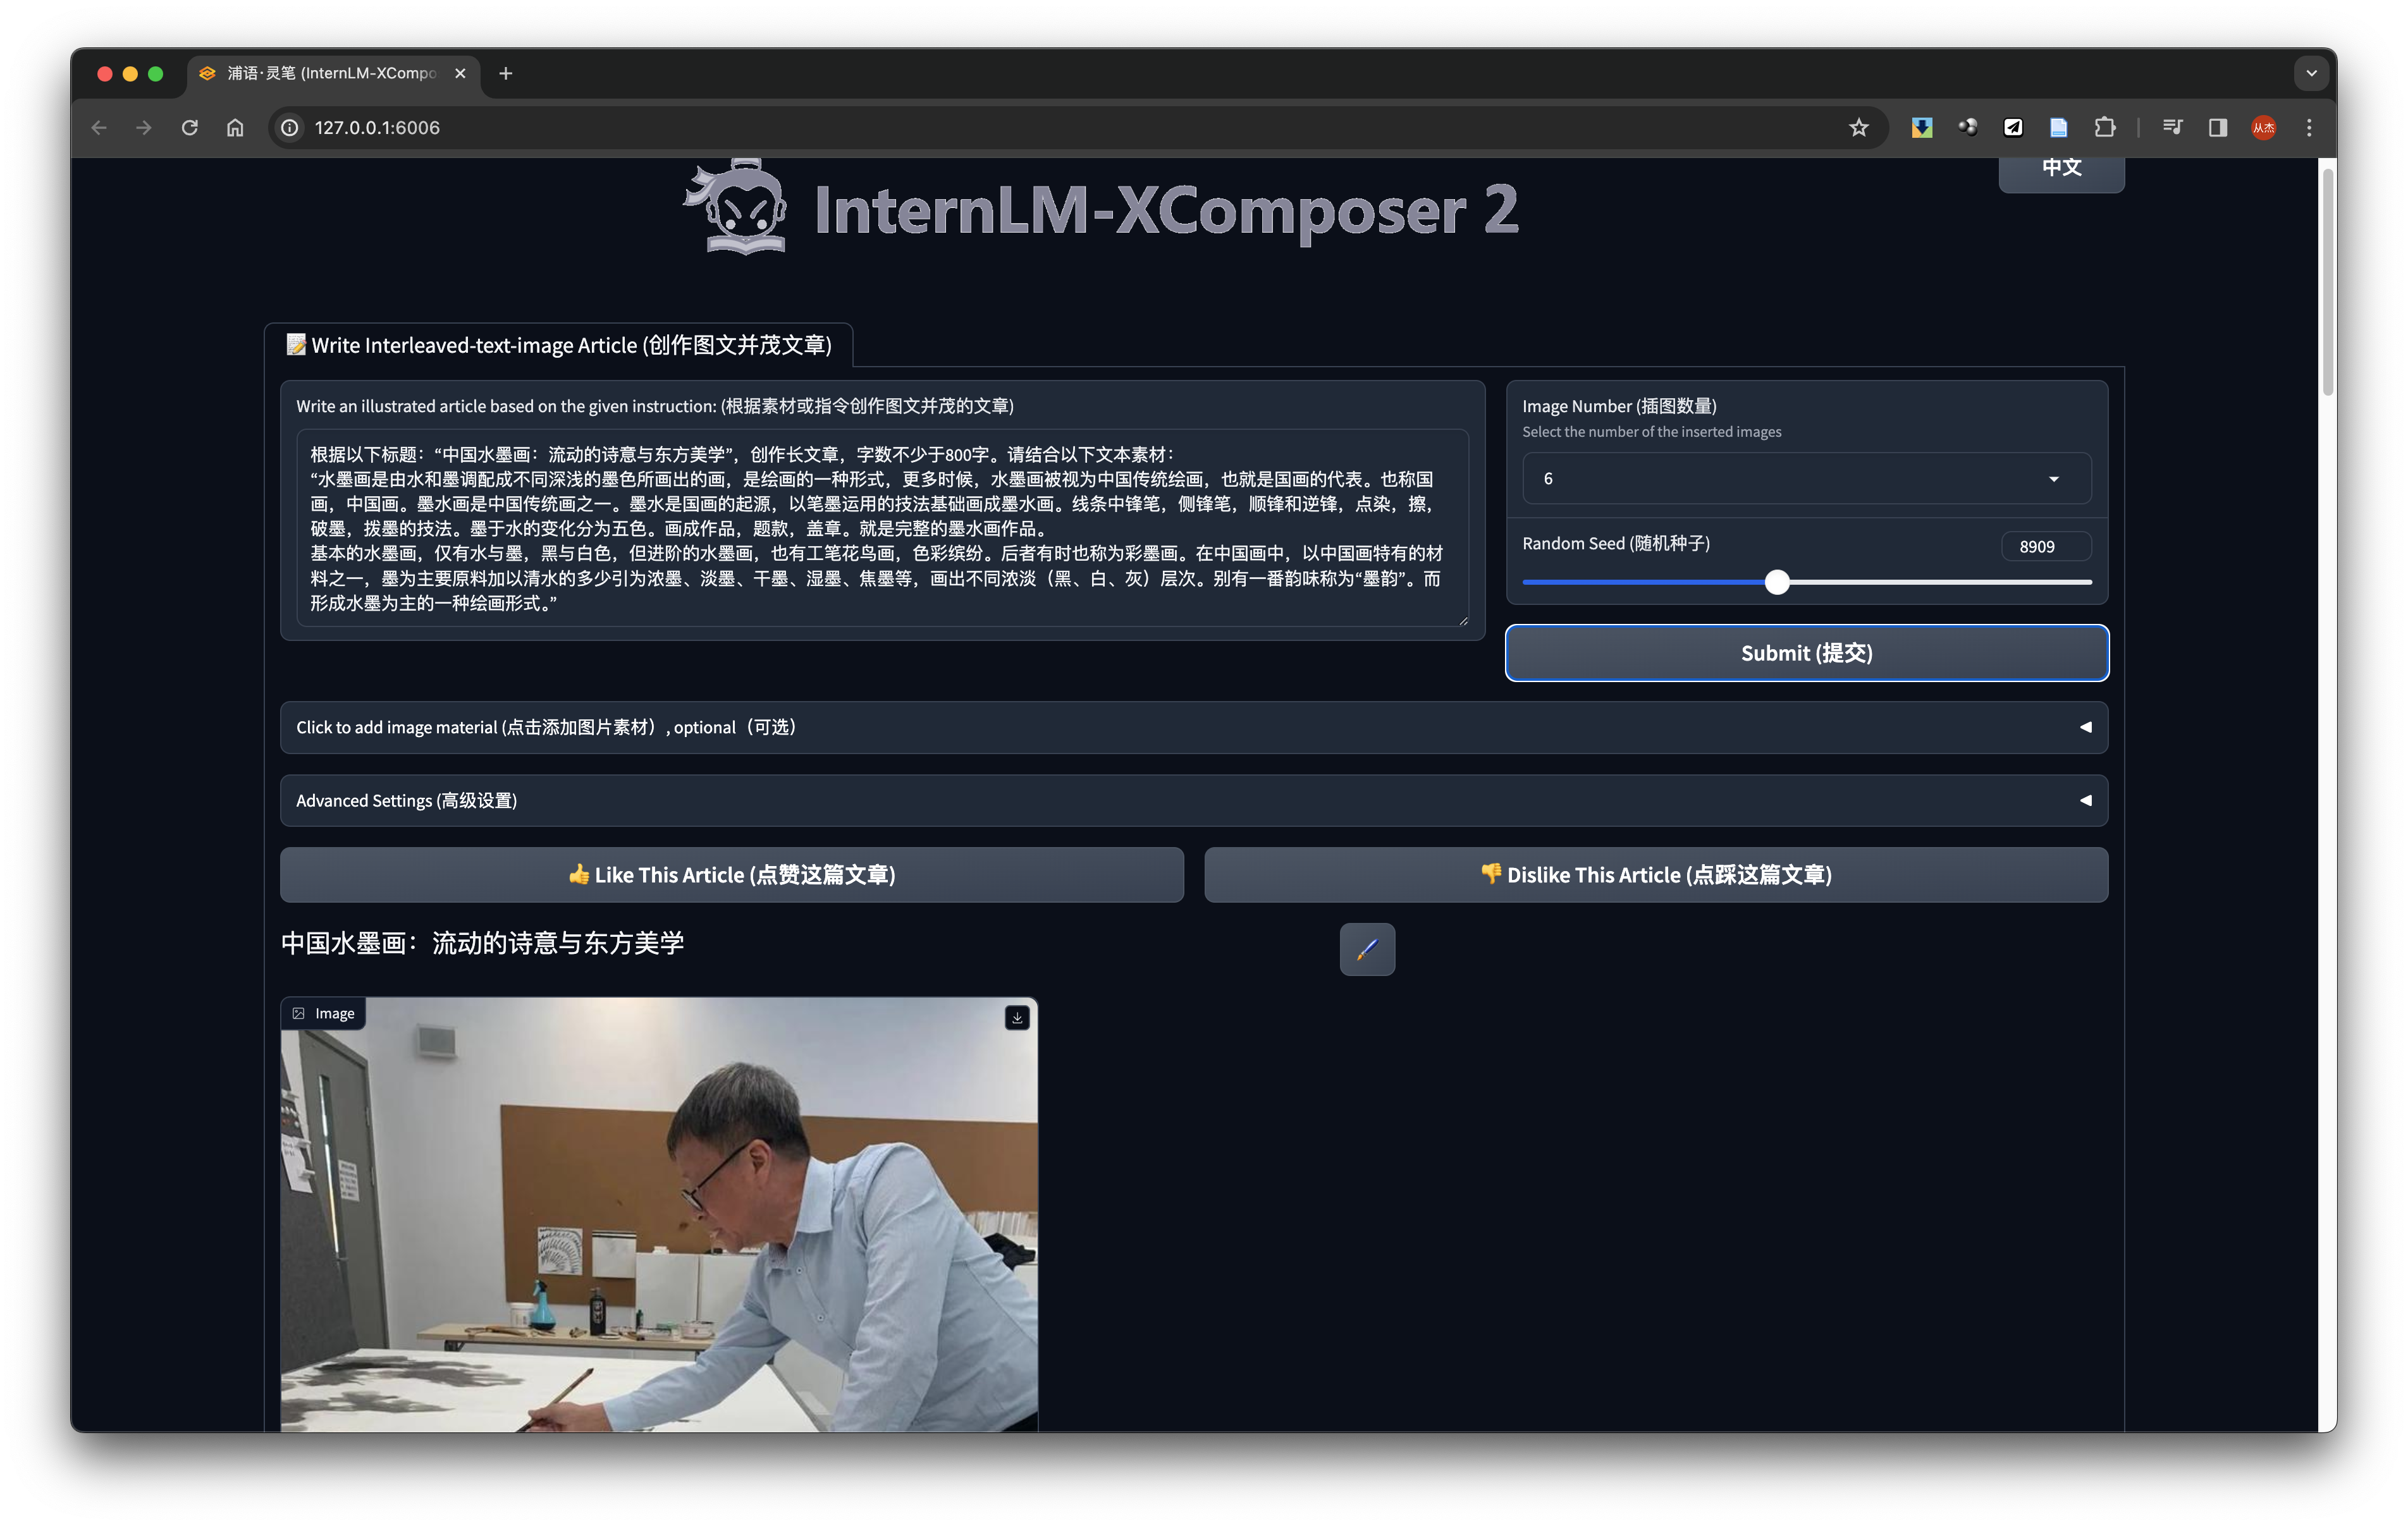 浦语·灵笔 (InternLM-XCompo
127.0.0.1:6006
从杰
中文
InternLM-XComposer 2
Write Interleaved-text-image Article (创作图文并茂文章)
Write an illustrated article based on the given instruction: (根据素材或指令创作图文并茂的文章)
根据以下标题：“中国水墨画：流动的诗意与东方美学”，创作长文章，字数不少于800字。请结合以下文本素材：
“水墨画是由水和墨调配成不同深浅的墨色所画出的画，是绘画的一种形式，更多时候，水墨画被视为中国传统绘画，也就是国画的代表。也称国
画，中国画。墨水画是中国传统画之一。墨水是国画的起源，以笔墨运用的技法基础画成墨水画。线条中锋笔，侧锋笔，顺锋和逆锋，点染，擦，
破墨，拨墨的技法。墨于水的变化分为五色。画成作品，题款，盖章。就是完整的墨水画作品。
基本的水墨画，仅有水与墨，黑与白色，但进阶的水墨画，也有工笔花鸟画，色彩缤纷。后者有时也称为彩墨画。在中国画中，以中国画特有的材
料之一，墨为主要原料加以清水的多少引为浓墨、淡墨、干墨、湿墨、焦墨等，画出不同浓淡（黑、白、灰）层次。别有一番韵味称为“墨韵”。而
形成水墨为主的一种绘画形式。”
Image Number (插图数量)
Select the number of the inserted images
6
Random Seed (随机种子)
8909
Submit (提交)
Click to add image material (点击添加图片素材）, optional（可选）
Advanced Settings (高级设置)
Like This Article (点赞这篇文章)
Dislike This Article (点踩这篇文章)
中国水墨画：流动的诗意与东方美学
Image